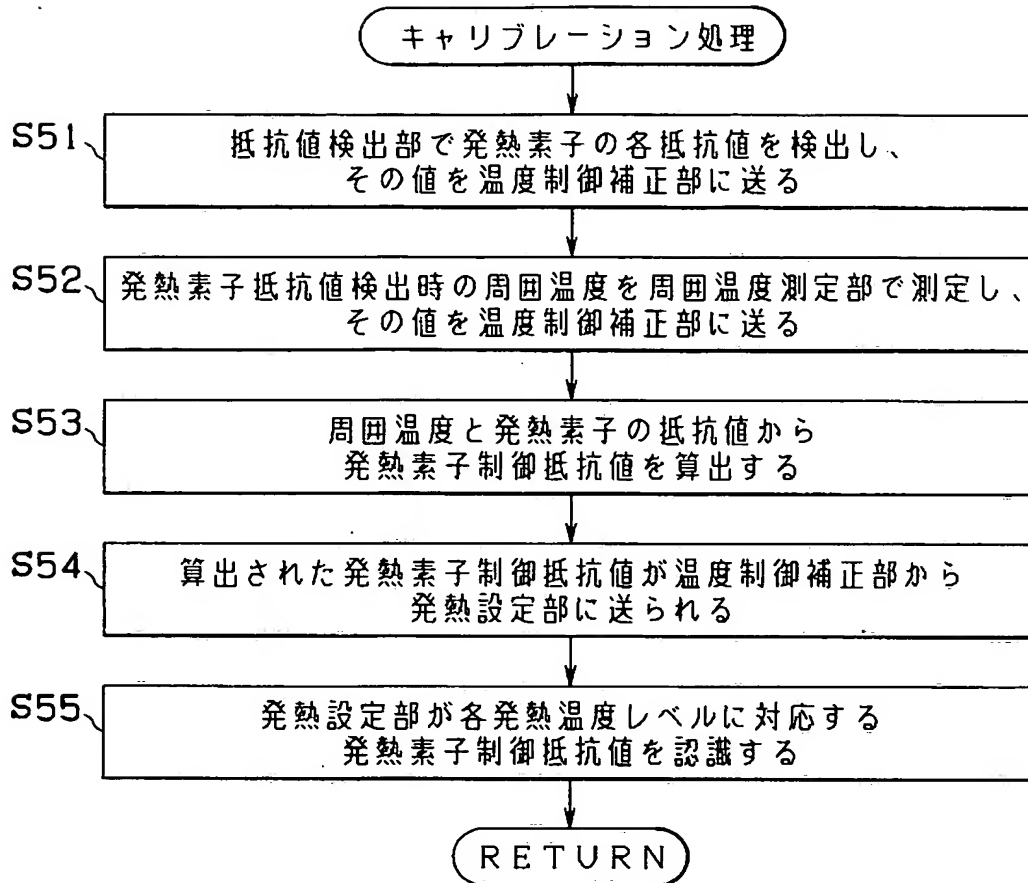 キャリブレーション処理
S51
抵抗値検出部で発熱素子の各抵抗値を検出し、
その値を温度制御補正部に送る
S52
発熱素子抵抗値検出時の周囲温度を周囲温度測定部で測定し、
その値を温度制御補正部に送る
S53
周囲温度と発熱素子の抵抗値から
発熱素子制御抵抗値を算出する
S54
算出された発熱素子制御抵抗値が温度制御補正部から
発熱設定部に送られる
S55
発熱設定部が各発熱温度レベルに対応する
発熱素子制御抵抗値を認識する
RETURN